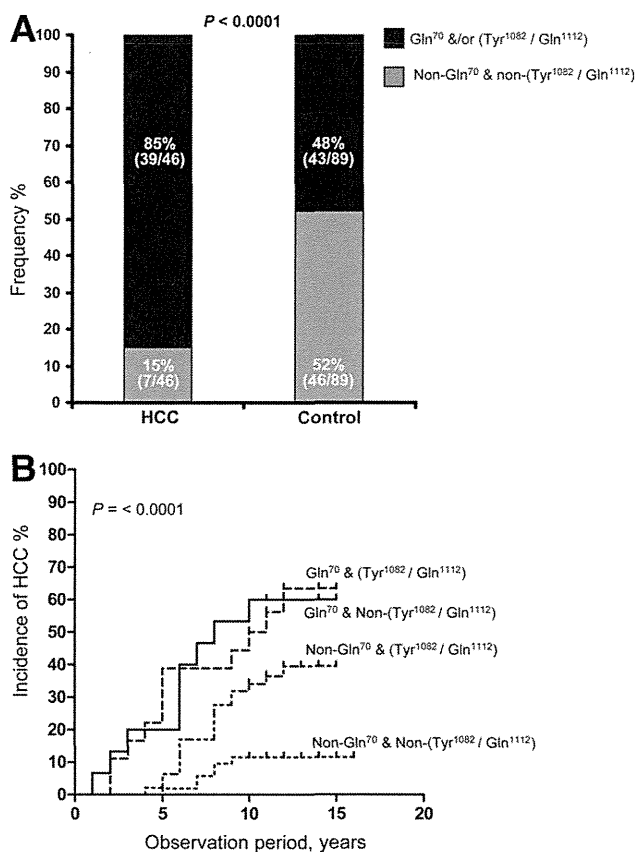 A
P < 0.0001
Gln⁷⁰ &/or (Tyr¹⁰⁸² / Gln¹¹¹²)
Non-Gln⁷⁰ & non-(Tyr¹⁰⁸² / Gln¹¹¹²)
Frequency %
100
90
80
70
60
50
40
30
20
10
0
85%
(39/46)
15%
(7/46)
48%
(43/89)
52%
(46/89)
HCC
Control
B
P = < 0.0001
Incidence of HCC %
100
90
80
70
60
50
40
30
20
10
0
Gln⁷⁰ & (Tyr¹⁰⁸² / Gln¹¹¹²)
Gln⁷⁰ & Non-(Tyr¹⁰⁸² / Gln¹¹¹²)
Non-Gln⁷⁰ & (Tyr¹⁰⁸² / Gln¹¹¹²)
Non-Gln⁷⁰ & Non-(Tyr¹⁰⁸² / Gln¹¹¹²)
0
5
10
15
20
Observation period, years